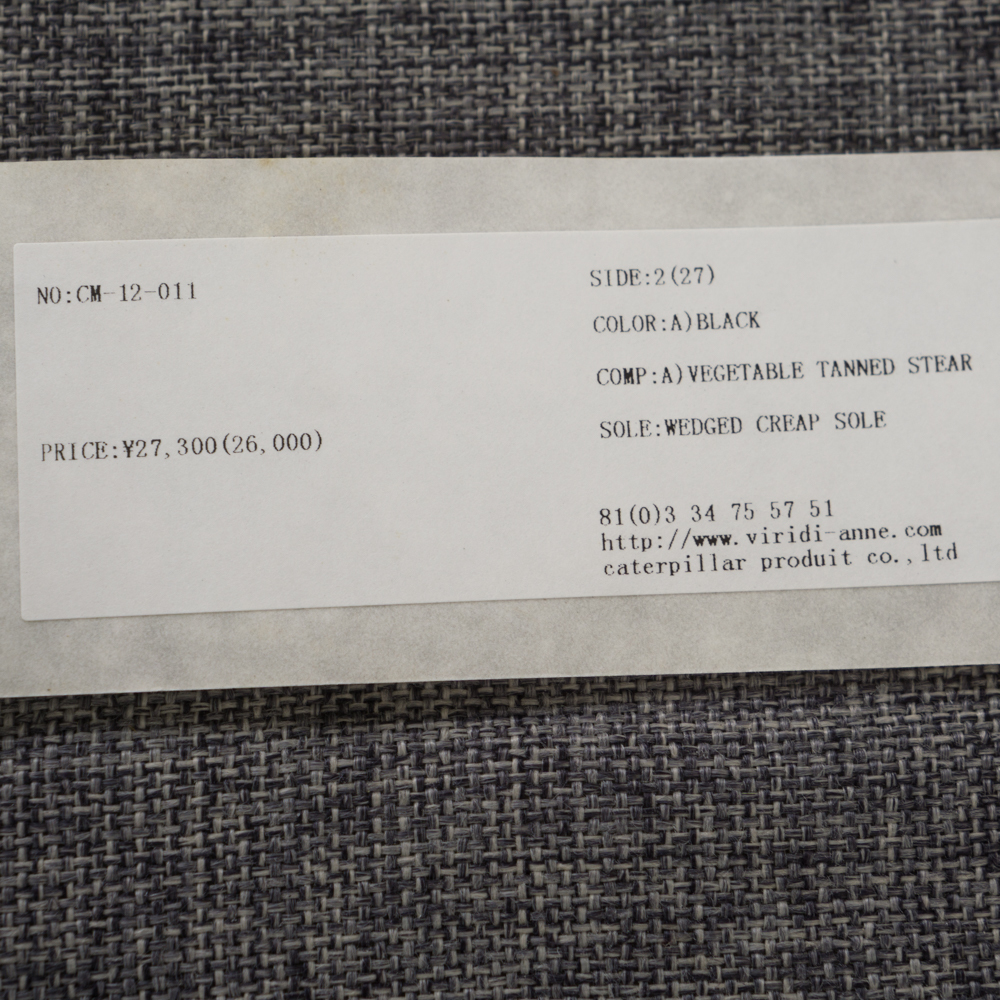 NO:CM-12-011
PRICE:¥27,300(26,000)
SIDE:2(27)
COLOR:A)BLACK
COMP:A)VEGETABLE TANNED STEAR
SOLE:WEDGED CREAP SOLE
81(0)3 34 75 57 51
http://www.viridi-anne.com
caterpillar produit co.,ltd